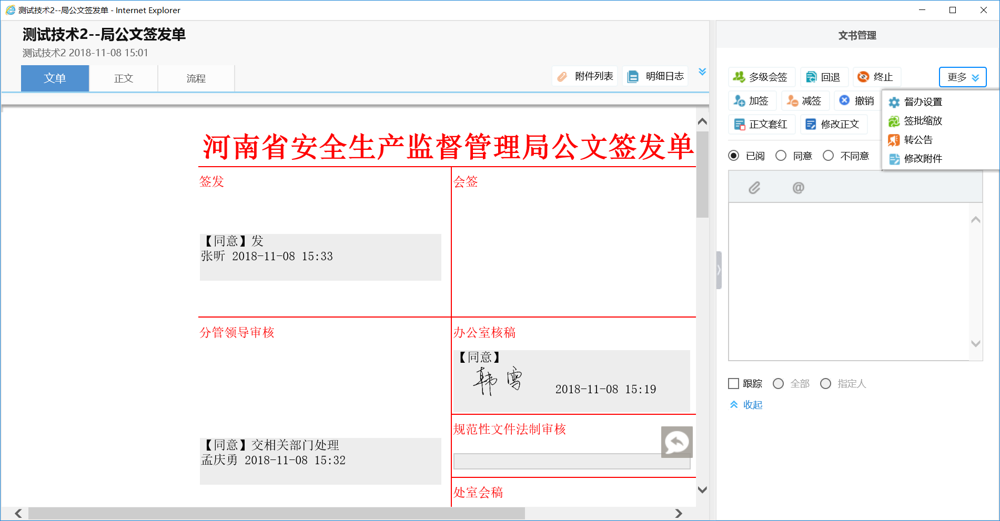 测试技术2--局公文签发单 - Internet Explorer
测试技术2--局公文签发单
测试技术2 2018-11-08 15:01
文单
正文
流程
附件列表
明细日志
河南省安全生产监督管理局公文签发单
签发
会签
【同意】发
张昕 2018-11-08 15:33
分管领导审核
办公室核稿
【同意】
韩雪
2018-11-08 15:19
规范性文件法制审核
【同意】交相关部门处理
孟庆勇 2018-11-08 15:32
处室会稿
文书管理
多级会签
回退
终止
更多
加签
减签
撤销
正文套红
修改正文
督办设置
签批缩放
转公告
修改附件
已阅
同意
不同意
@
跟踪
全部
指定人
收起